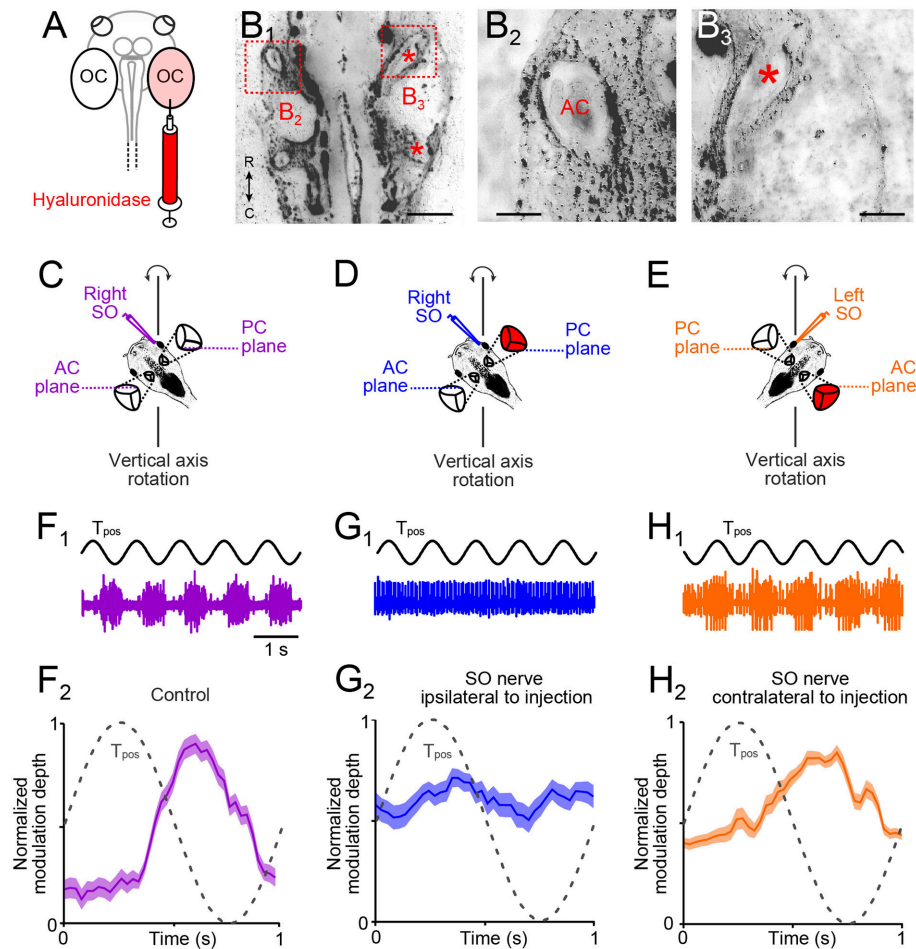 A
OC
OC
Hyaluronidase
B1
B2
*
B3
*
R
C
B2
AC
B3
*
C
Right
SO
PC
plane
AC
plane
Vertical axis
rotation
D
Right
SO
PC
plane
AC
plane
Vertical axis
rotation
E
Left
SO
PC
plane
AC
plane
Vertical axis
rotation
F1
Tpos
1 s
G1
Tpos
H1
Tpos
F2
Control
1
Tpos
Normalized
modulation depth
0
0
Time (s)
1
G2
SO nerve
ipsilateral to injection
1
Tpos
Normalized
modulation depth
0
0
Time (s)
1
H2
SO nerve
contralateral to injection
1
Tpos
Normalized
modulation depth
0
0
Time (s)
1